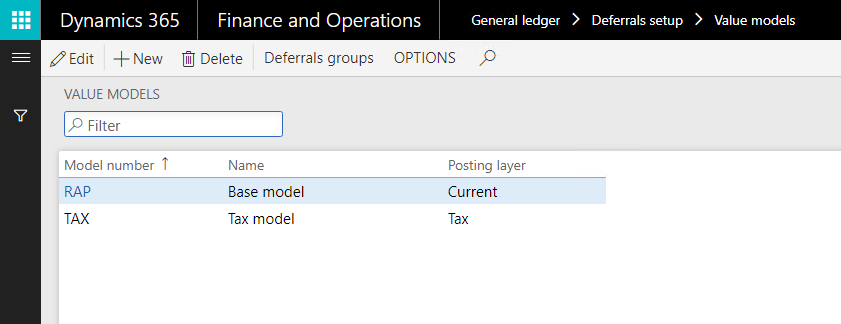 Dynamics 365 Finance and Operations General ledger > Deferrals setup > Value models
Edit + New Delete Deferrals groups OPTIONS
VALUE MODELS
Filter
Model number ↑ Name Posting layer
RAP Base model Current
TAX Tax model Tax